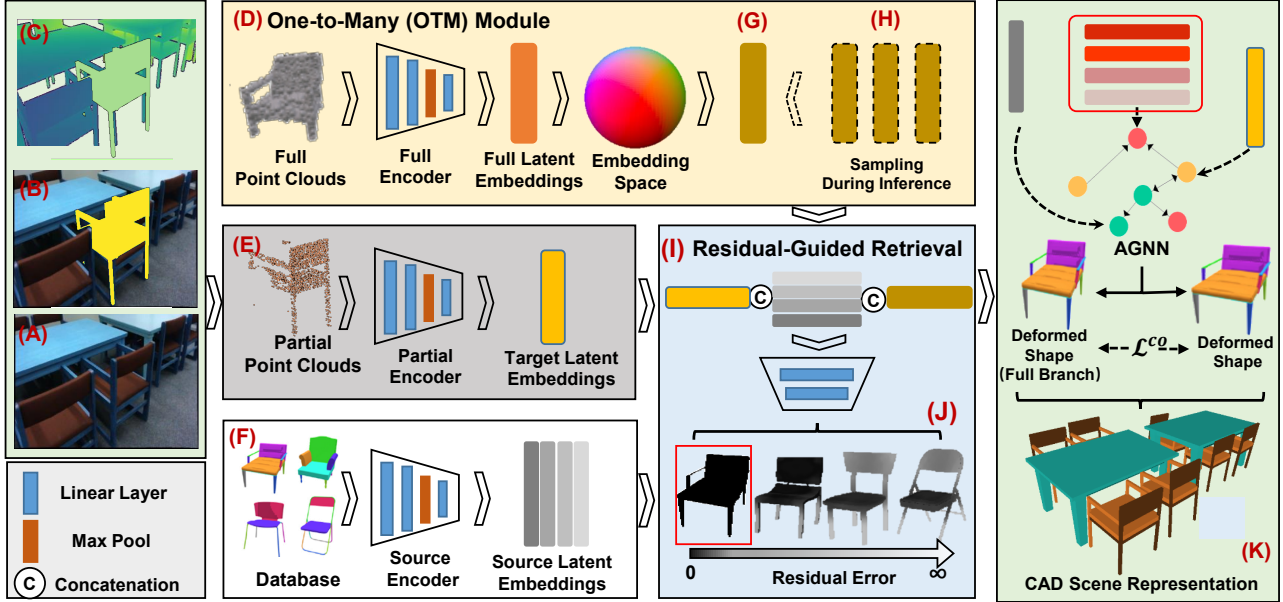 (C)
(B)
(A)
Linear Layer
Max Pool
C Concatenation
(D) One-to-Many (OTM) Module
(G)
(H)
Full
Point Clouds
Full
Encoder
Full Latent
Embeddings
Embedding
Space
Sampling
During Inference
(E)
Partial
Point Clouds
Partial
Encoder
Target Latent
Embeddings
(F)
Database
Source
Encoder
Source Latent
Embeddings
(I) Residual-Guided Retrieval
C
C
(J)
0
∞
Residual Error
AGNN
Deformed
Shape
(Full Branch)
ℒᶜᵒ
Deformed
Shape
(K)
CAD Scene Representation